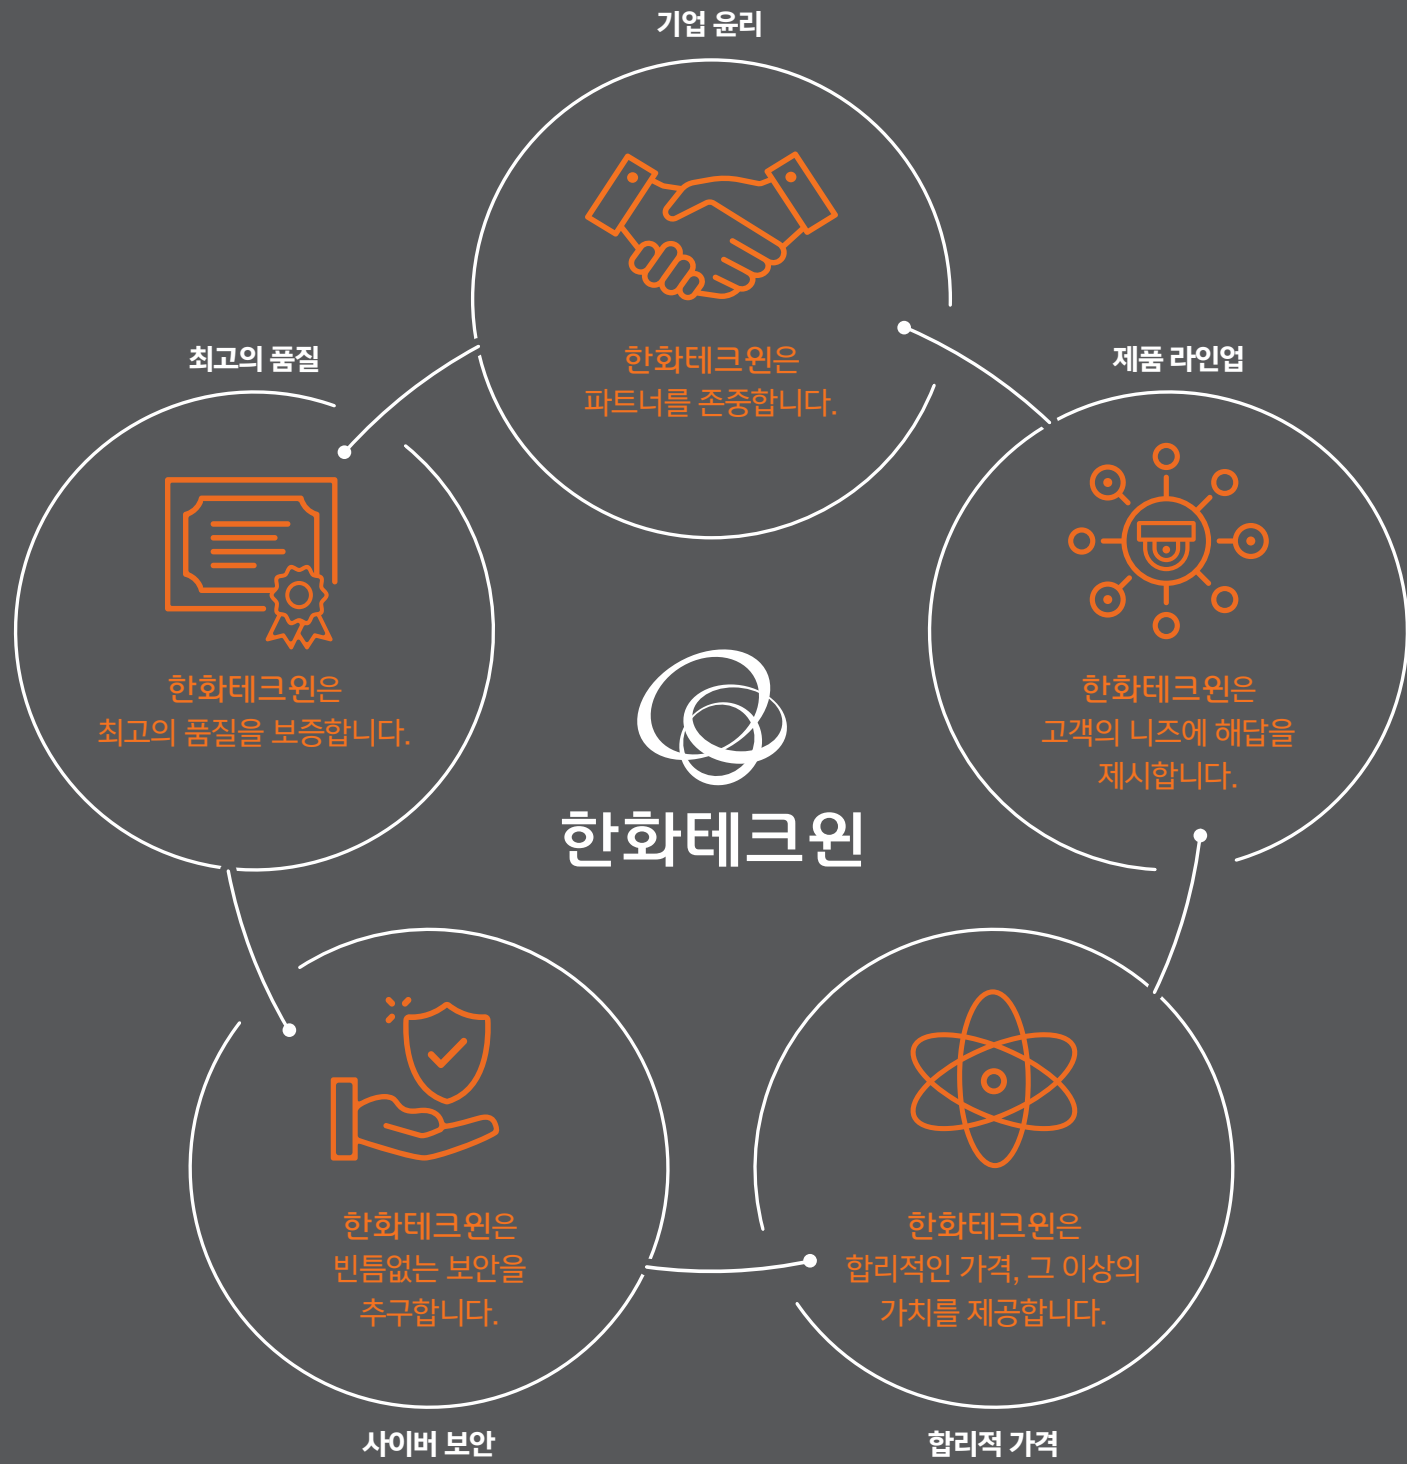 기업 윤리
한화테크윈은
파트너를 존중합니다.
최고의 품질
한화테크윈은
최고의 품질을 보증합니다.
제품 라인업
한화테크윈은
고객의 니즈에 해답을
제시합니다.
한화테크윈
한화테크윈은
빈틈없는 보안을
추구합니다.
사이버 보안
한화테크윈은
합리적인 가격, 그 이상의
가치를 제공합니다.
합리적 가격